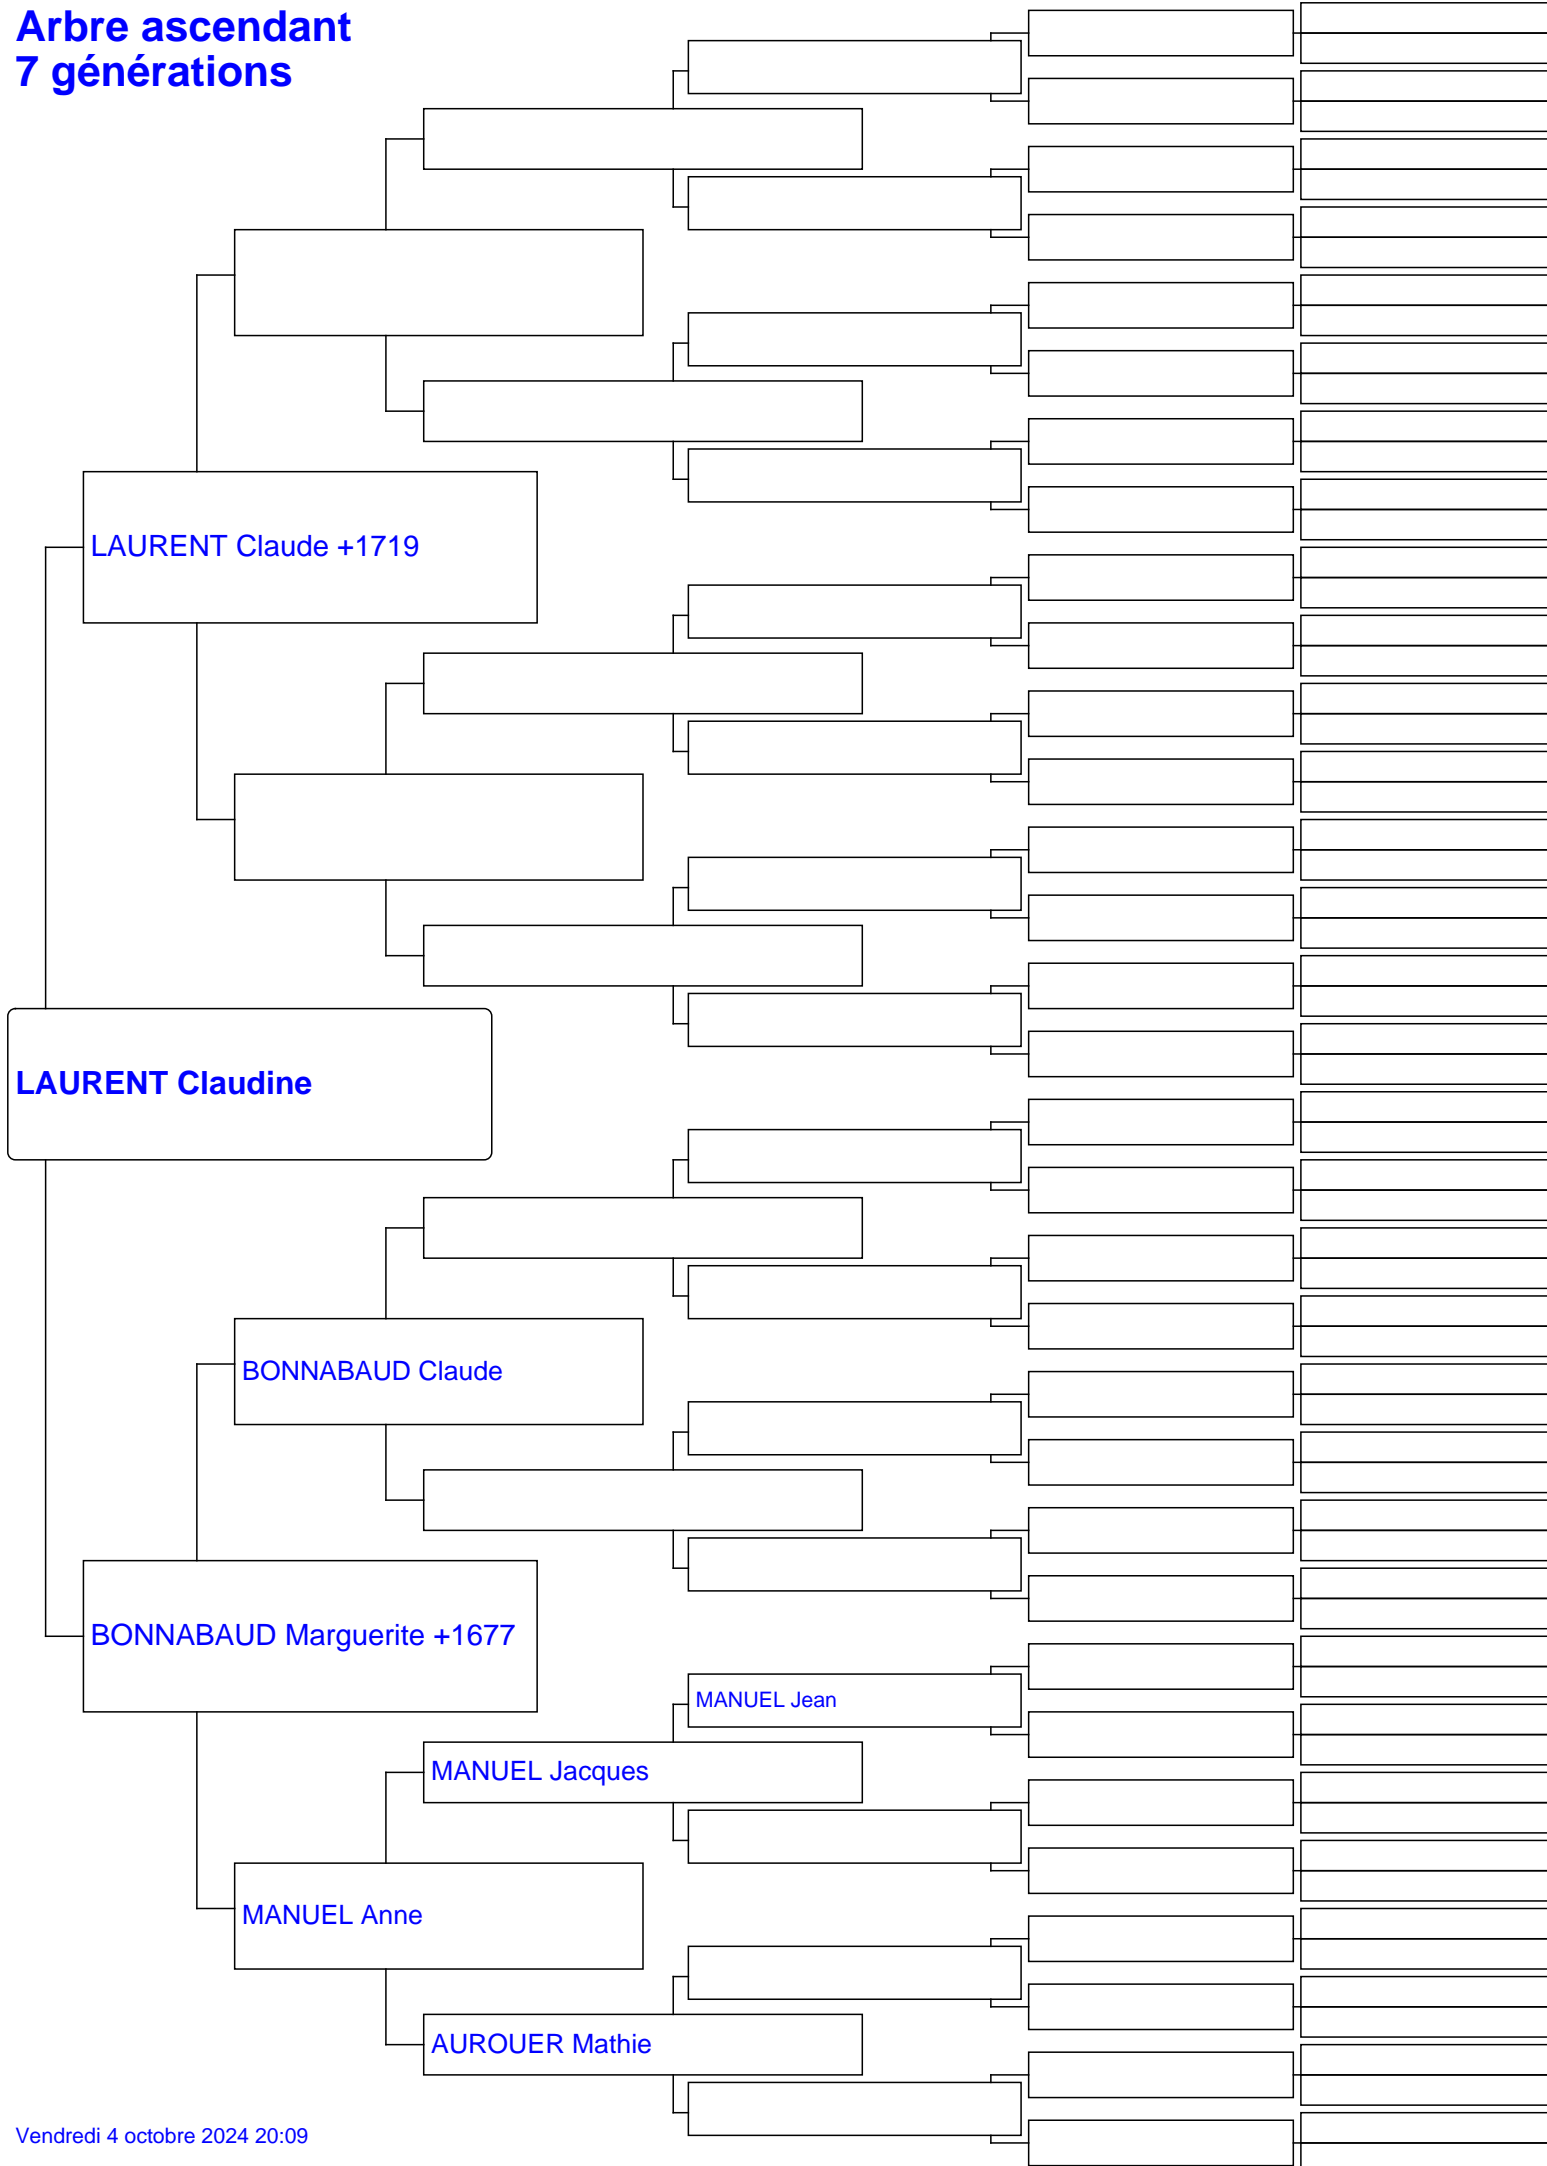 Arbre ascendant
7 générations
LAURENT Claude +1719
LAURENT Claudine
BONNABAUD Claude
BONNABAUD Marguerite +1677
MANUEL Jean
MANUEL Jacques
MANUEL Anne
AUROUER Mathie
Vendredi 4 octobre 2024 20:09